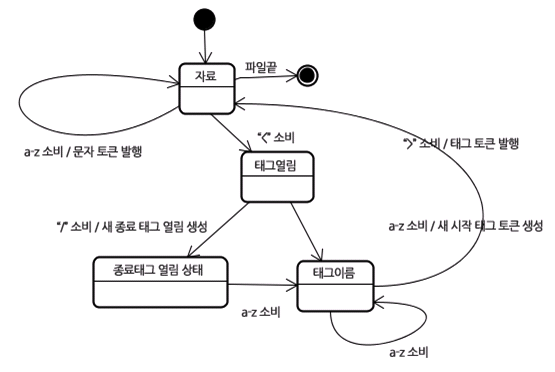 자료
파일끝
a-z 소비 / 문자 토큰 발행
"<" 소비
">" 소비 / 태그 토큰 발행
태그열림
"/" 소비 / 새 종료 태그 열림 생성
a-z 소비 / 새 시작 태그 토큰 생성
종료태그 열림 상태
태그이름
a-z 소비
a-z 소비